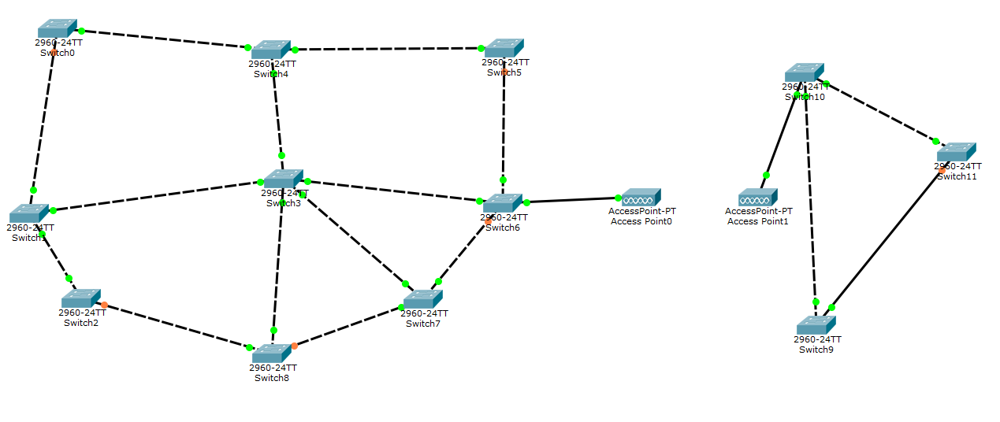 2960-24TT
Switch0
2960-24TT
Switch4
2960-24TT
Switch5
2960-24TT
Switch10
2960-24TT
Switch11
2960-24TT
Switch3
2960-24TT
Switch1
2960-24TT
Switch6
AccessPoint-PT
Access Point0
AccessPoint-PT
Access Point1
2960-24TT
Switch2
2960-24TT
Switch7
2960-24TT
Switch9
2960-24TT
Switch8